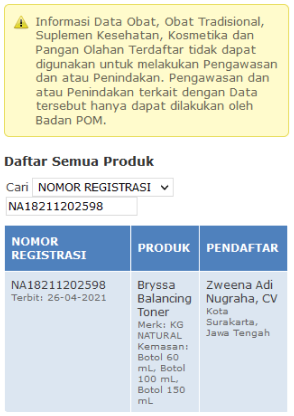 Informasi Data Obat, Obat Tradisional,
Suplemen Kesehatan, Kosmetika dan
Pangan Olahan Terdaftar tidak dapat
digunakan untuk melakukan Pengawasan
dan atau Penindakan. Pengawasan dan
atau Penindakan terkait dengan Data
tersebut hanya dapat dilakukan oleh
Badan POM.
Daftar Semua Produk
Cari NOMOR REGISTRASI
NA18211202598
NOMOR
REGISTRASI
PRODUK
PENDAFTAR
NA18211202598
Terbit: 26-04-2021
Bryssa
Balancing
Toner
Merk: KG
NATURAL
Kemasan:
Botol 60
mL, Botol
100 mL,
Botol 150
mL
Zweena Adi
Nugraha, CV
Kota
Surakarta,
Jawa Tengah